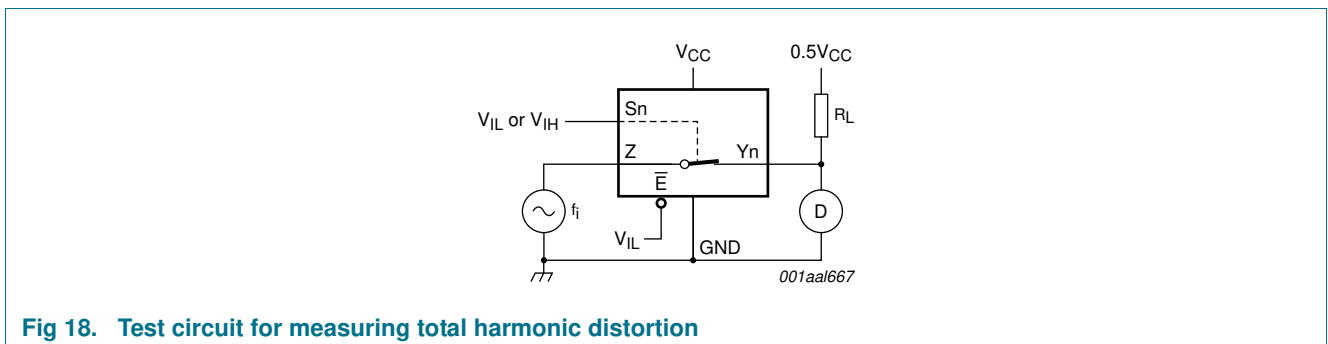 VCC
0.5VCC
Sn
RL
VIL or VIH
Z
Yn
E
fi
D
VIL
GND
001aal667
Fig 18. Test circuit for measuring total harmonic distortion